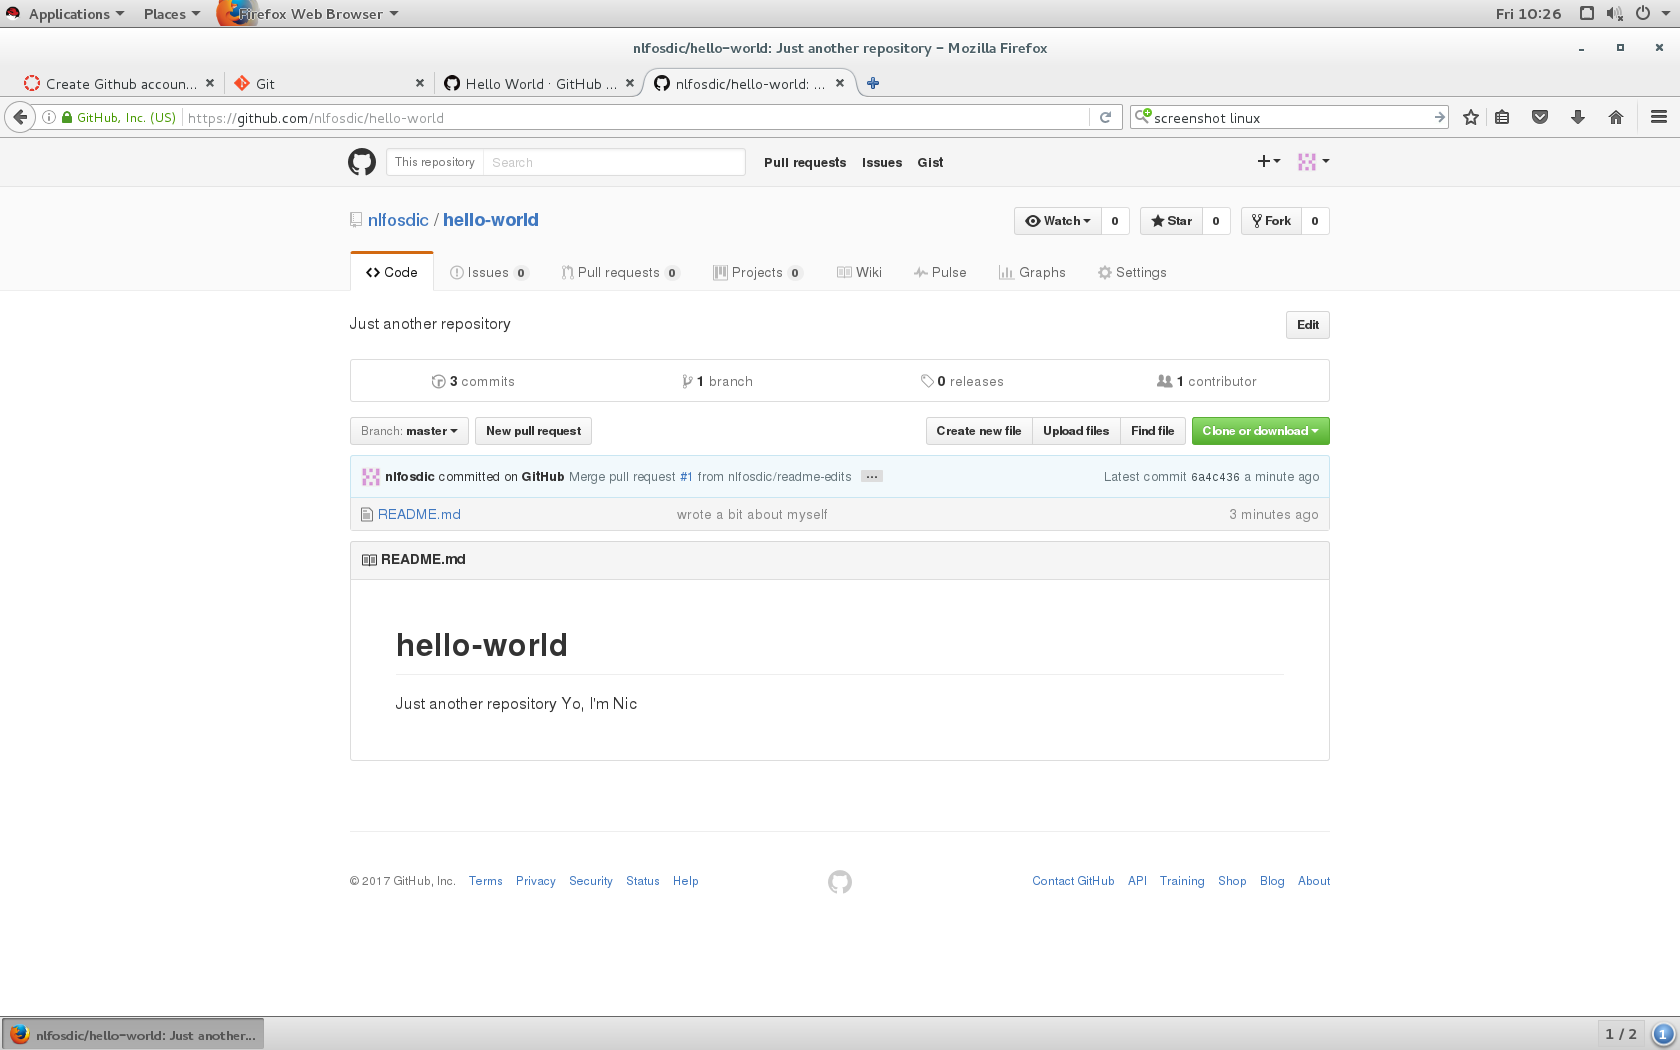 Applications Places Firefox Web Browser Fri 10:26
nlfosdic/hello-world: Just another repository - Mozilla Firefox
Create Github accoun... Git Hello World · GitHub ... nlfosdic/hello-world: ...
GitHub, Inc. (US) https://github.com/nlfosdic/hello-world screenshot linux
This repository Search Pull requests Issues Gist
nlfosdic / hello-world Watch 0 Star 0 Fork 0
Code Issues 0 Pull requests 0 Projects 0 Wiki Pulse Graphs Settings
Just another repository Edit
3 commits 1 branch 0 releases 1 contributor
Branch: master New pull request Create new file Upload files Find file Clone or download
nlfosdic committed on GitHub Merge pull request #1 from nlfosdic/readme-edits ... Latest commit 6a4c436 a minute ago
README.md wrote a bit about myself 3 minutes ago
README.md
hello-world
Just another repository Yo, I'm Nic
© 2017 GitHub, Inc. Terms Privacy Security Status Help Contact GitHub API Training Shop Blog About
nlfosdic/hello-world: Just another... 1 / 2 1